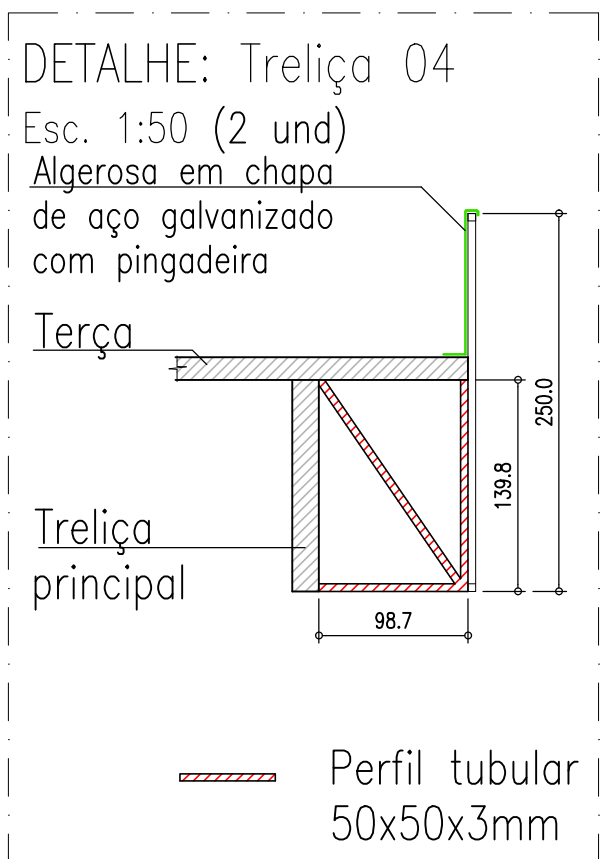 DETALHE: Treliça 04
Esc. 1:50 (2 und)
Algerosa em chapa
de aço galvanizado
com pingadeira
Terça
250.0
139.8
Treliça
principal
98.7
Perfil tubular
50x50x3mm